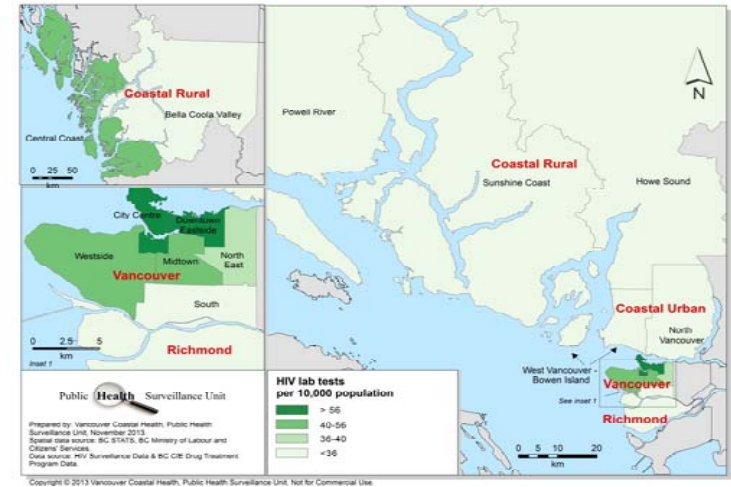 Coastal Rural
Bella Coola Valley
Central Coast
0 25 50
km
City Centre
Downtown
Eastside
Westside
Midtown
North
East
Vancouver
South
0 2.5 5
km
Richmond
Inset 1
Public Health Surveillance Unit
Prepared by: Vancouver Coastal Health, Public Health
Surveillance Unit, November 2013.
Spatial data source: BC STATS, BC Ministry of Labour and
Citizens' Services.
Data source: HIV Surveillance Data & BC CfE Drug Treatment
Program Data.
HIV lab tests
per 10,000 population
> 56
40-56
36-40
<36
N
Powell River
Coastal Rural
Sunshine Coast
Howe Sound
Coastal Urban
North
Vancouver
West Vancouver -
Bowen Island
Vancouver
See inset 1
Richmond
0 5 10 20
km
Copyright © 2013 Vancouver Coastal Health, Public Health Surveillance Unit. Not for Commercial Use.